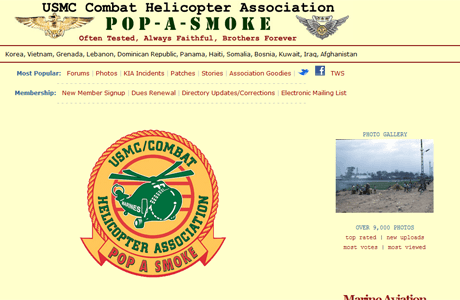 USMC Combat Helicopter Association
POP-A-SMOKE
Often Tested, Always Faithful, Brothers Forever
Korea, Vietnam, Grenada, Lebanon, Dominican Republic, Panama, Haiti, Somalia, Bosnia, Kuwait, Iraq, Afghanistan
Most Popular: Forums | Photos | KIA Incidents | Patches | Stories | Association Goodies | f TWS
Membership: New Member Signup | Dues Renewal | Directory Updates/Corrections | Electronic Mailing List
USMC/COMBAT
MARINES
HELICOPTER ASSOCIATION
POP A SMOKE
PHOTO GALLERY
OVER 9,000 PHOTOS
top rated | new uploads
most votes | most viewed
Marine Aviation